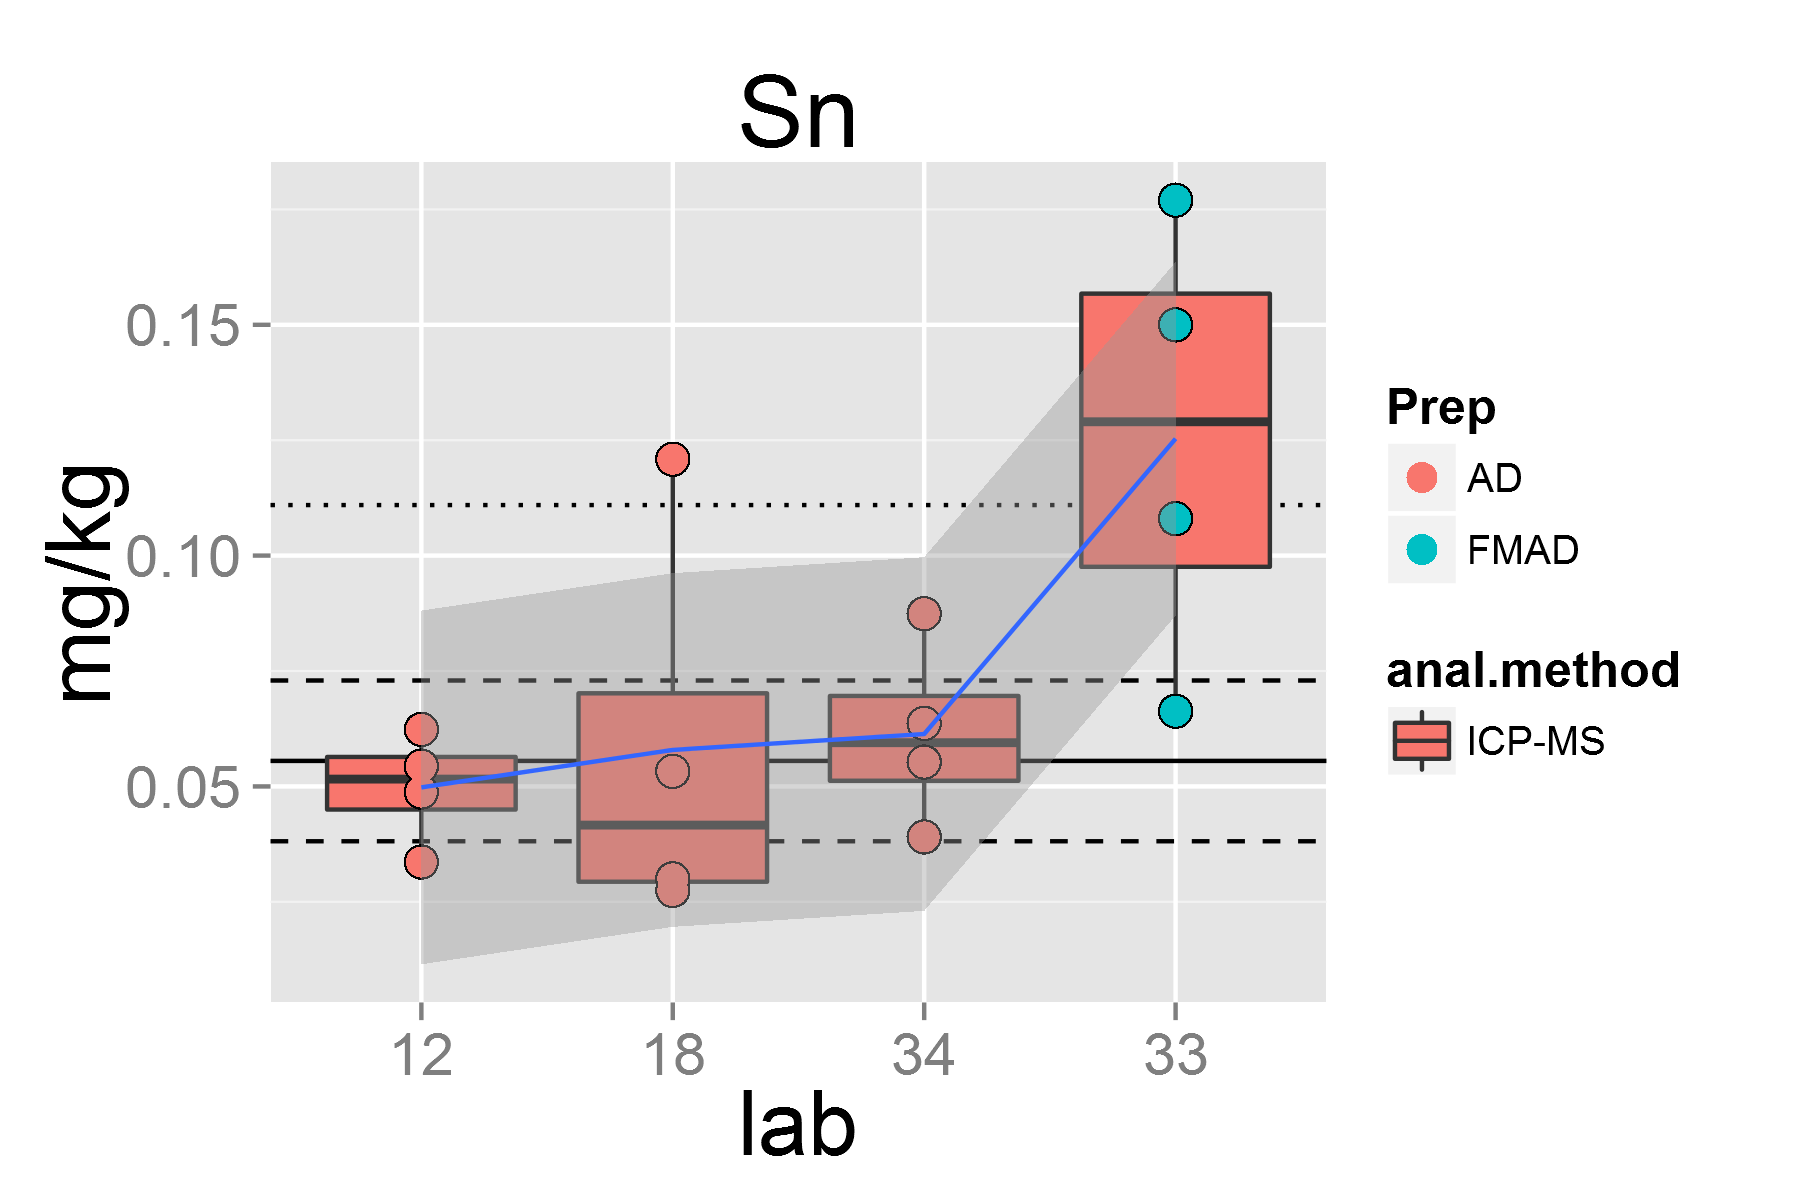 Sn
mg/kg
0.15
0.10
0.05
12 18 34 33
lab
Prep
AD
FMAD
anal.method
ICP-MS